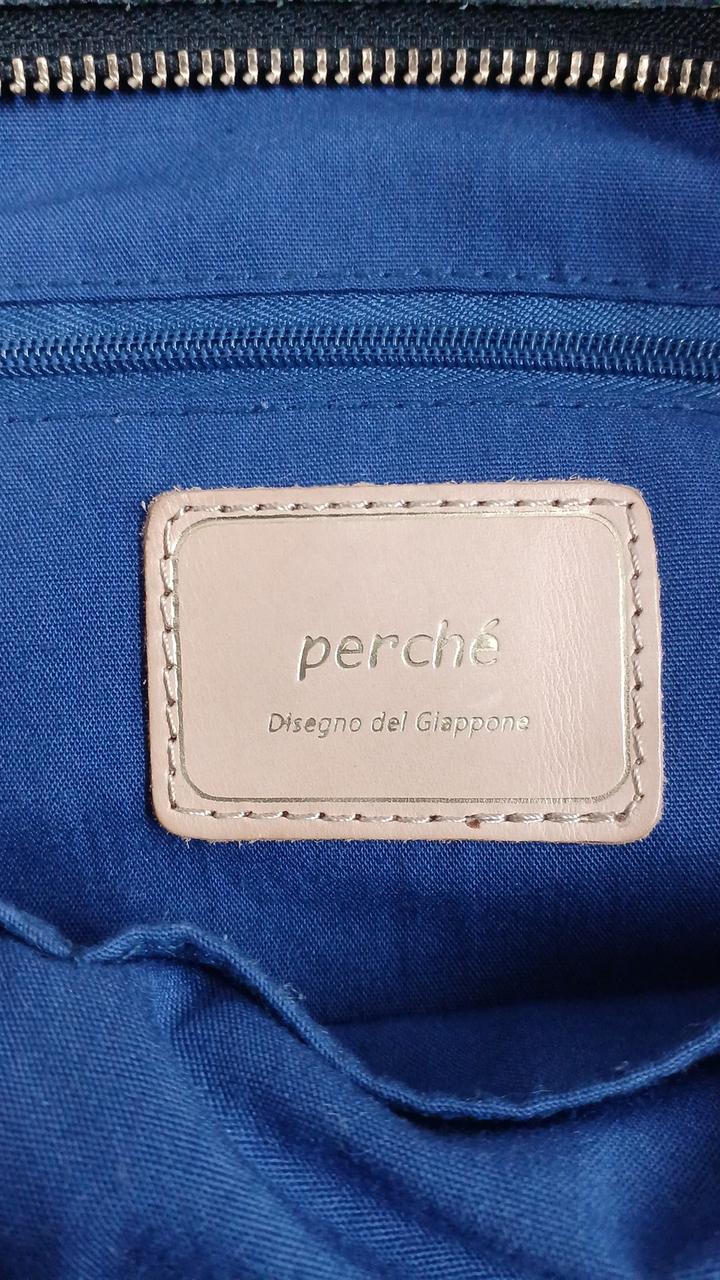 perché
Disegno del Giappone